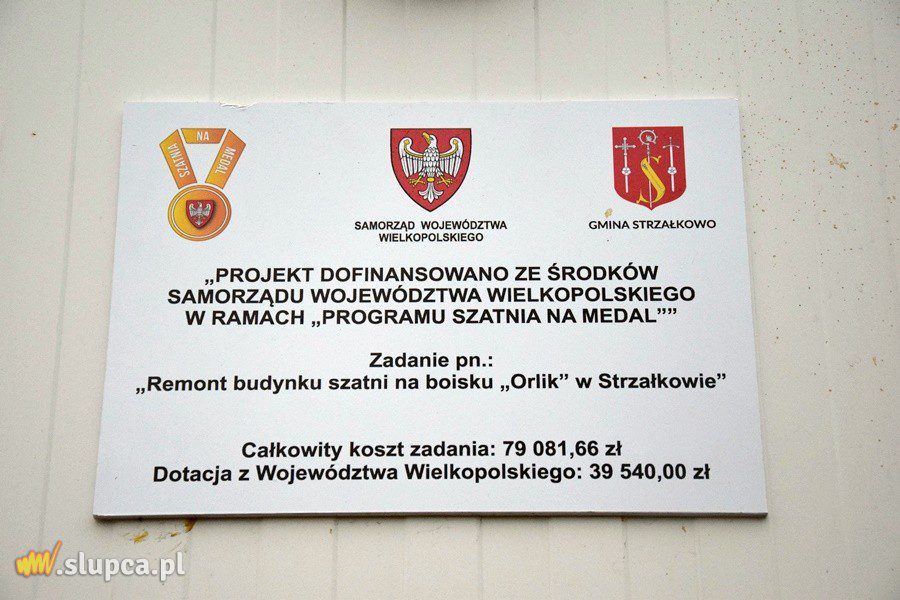 SZATNIA NA MEDAL
SAMORZĄD WOJEWÓDZTWA
WIELKOPOLSKIEGO
S
GMINA STRZAŁKOWO
„PROJEKT DOFINANSOWANO ZE ŚRODKÓW
SAMORZĄDU WOJEWÓDZTWA WIELKOPOLSKIEGO
W RAMACH „PROGRAMU SZATNIA NA MEDAL””
Zadanie pn.:
„Remont budynku szatni na boisku „Orlik” w Strzałkowie”
Całkowity koszt zadania: 79 081,66 zł
Dotacja z Województwa Wielkopolskiego: 39 540,00 zł
www.slupca.pl